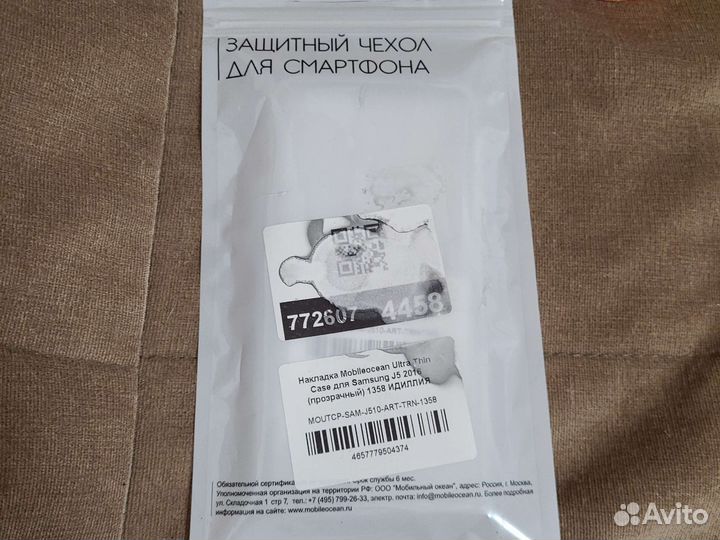 ЗАЩИТНЫЙ ЧЕХОЛ
ДЛЯ СМАРТФОНА
772607 4458
Накладка Mobileocean Ultra Thin
Case для Samsung J5 2016
(прозрачный) 1358 ИДИЛЛИЯ
MOUTCP-SAM-J510-ART-TRN-1358
4657779504374
Обязательной сертифика срок службы 6 мес.
Уполномоченная организация на территории РФ: ООО "Мобильный океан", адрес: Россия, г. Москва,
ул. Складочная 1 стр 7, тел.: +7 (495) 799-26-33, электр. почта: info@mobileocean.ru. Более подробная
информация на сайте: www.mobileocean.ru
Avito